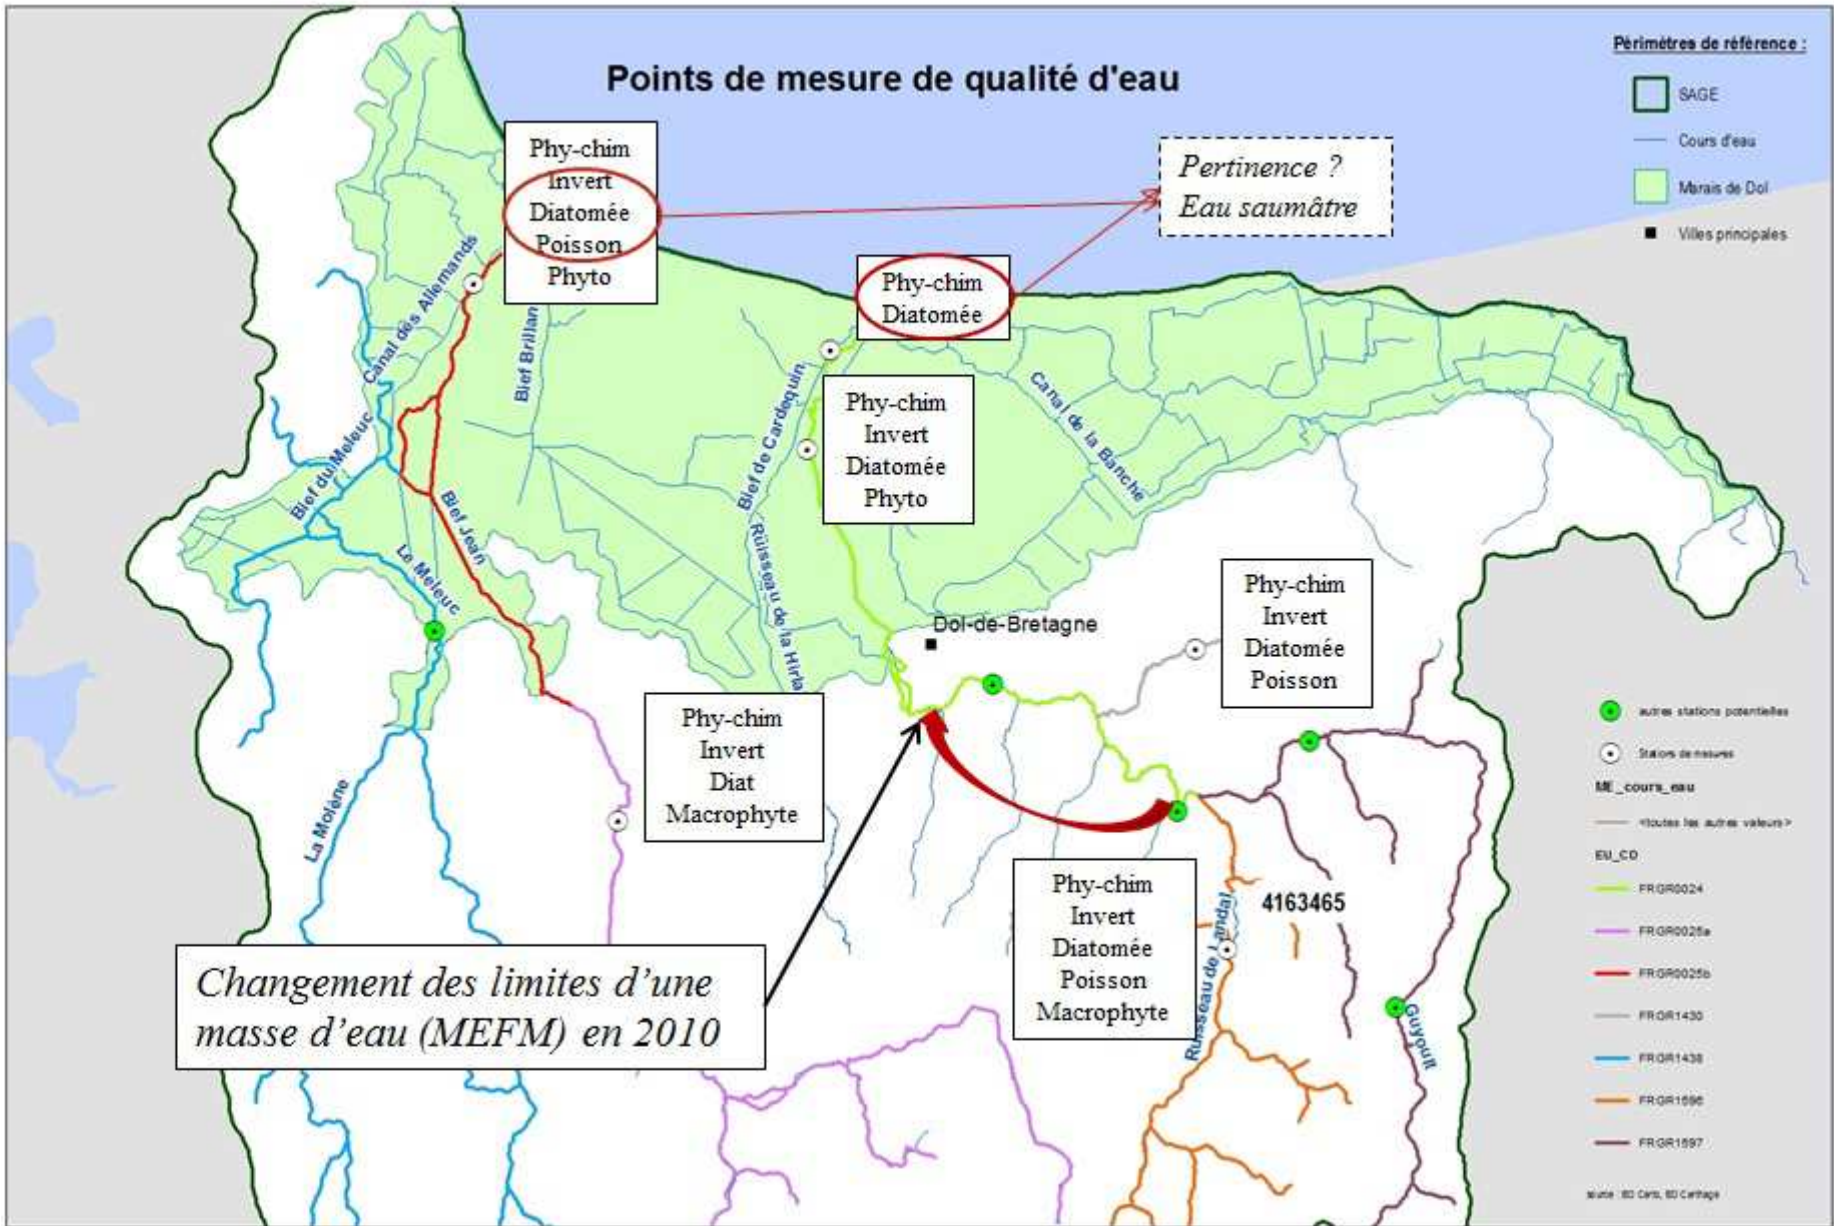 Points de mesure de qualité d'eau
Périmètres de référence :
SAGE
Cours d'eau
Marais de Dol
Villes principales
Phy-chim
Invert
Diatomée
Poisson
Phyto
Pertinence ?
Eau saumâtre
Phy-chim
Diatomée
Canal des Allemands
Bief Brillan
Bief du Meleuc
Bief Jean
Le Meleuc
Bief de Cardequin
Ruisseau de la Hirla
Canal de la Banche
Phy-chim
Invert
Diatomée
Phyto
Dol-de-Bretagne
Phy-chim
Invert
Diatomée
Poisson
Phy-chim
Invert
Diat
Macrophyte
La Molène
Phy-chim
Invert
Diatomée
Poisson
Macrophyte
Ruisseau de Landal
4163465
Guyoult
Changement des limites d'une
masse d'eau (MEFM) en 2010
autres stations potentielles
Stations de mesures
ME_cours_eau
<toutes les autres valeurs>
EU_CD
FRGR0024
FRGR0025a
FRGR0025b
FRGR1430
FRGR1438
FRGR1596
FRGR1597
source : BD Carto, BD Carthage